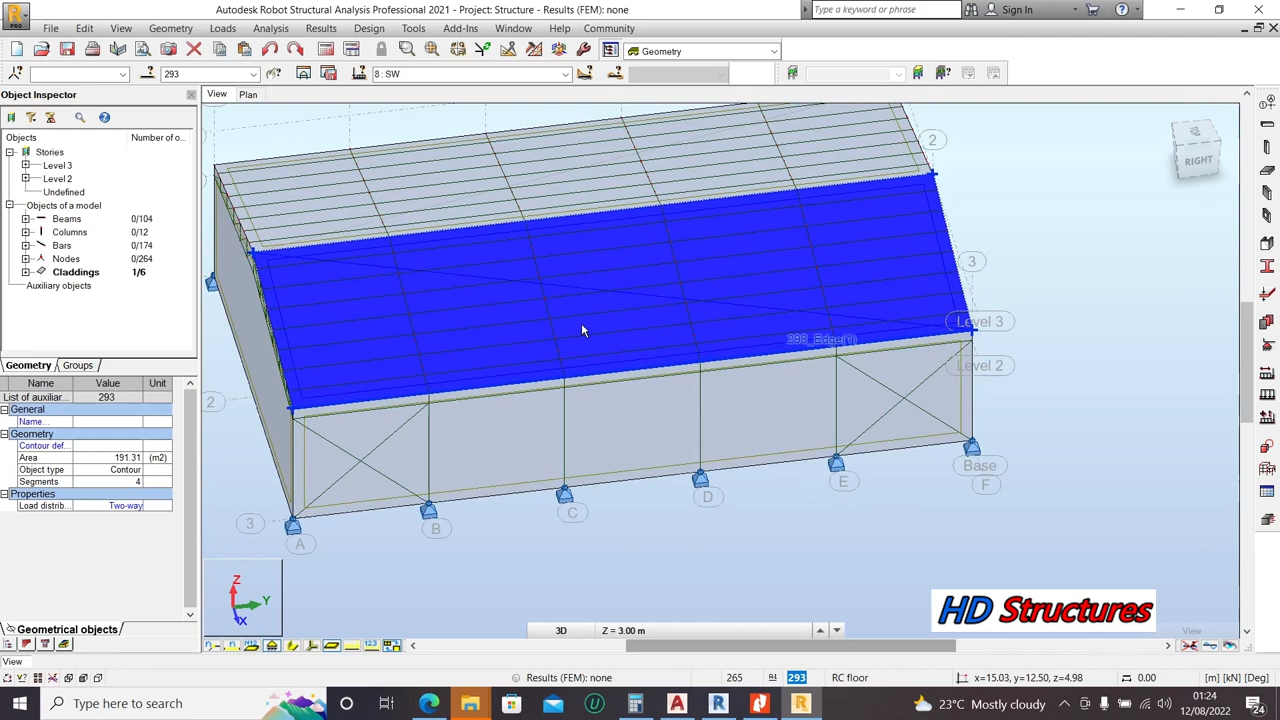 Autodesk Robot Structural Analysis Professional 2021 - Project: Structure - Results (FEM): none
Type a keyword or phrase
Sign In
File Edit View Geometry Loads Analysis Results Design Tools Add-Ins Window Help Community
Geometry
293
8 : SW
Object Inspector
View Plan
Objects Number of o...
Stories
Level 3
Level 2
Undefined
Objects of a model
Beams 0/104
Columns 0/12
Bars 0/174
Nodes 0/264
Claddings 1/6
Auxiliary objects
Geometry Groups
Name Value Unit
List of auxiliar 293
General
Name...
Geometry
Contour def.
Area 191.31 (m2)
Object type Contour
Segments 4
Properties
Load distrib... Two-way
Geometrical objects
2
3
Level 3
Level 2
293_Edge(1)
2
3
Base
F
E
D
C
B
A
RIGHT
TOP
Z
Y
X
HD Structures
3D Z = 3.00 m
View
View
Results (FEM): none 265 293 RC floor x=15.03, y=12.50, z=4.98 0.00 [m] [kN] [Deg]
Type here to search
23°C Mostly cloudy
01:24
12/08/2022
24